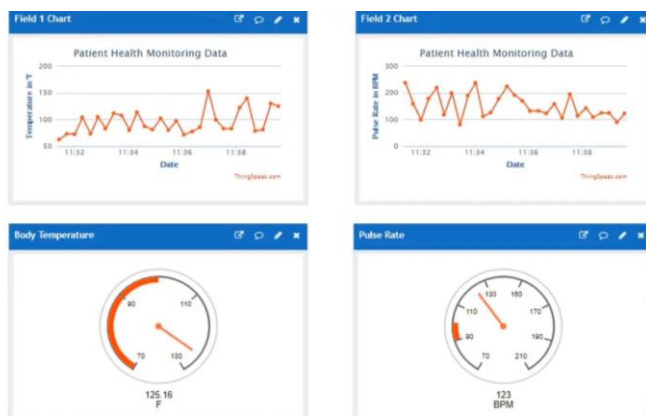 Field 1 Chart
Patient Health Monitoring Data
Temperature in °F
200
150
100
50
11:32
11:34
11:36
11:38
Date
ThingSpeak.com
Field 2 Chart
Patient Health Monitoring Data
Pulse Rate in BPM
300
200
100
0
11:32
11:34
11:36
11:38
Date
ThingSpeak.com
Body Temperature
90
110
70
130
125.16
F
Pulse Rate
130
160
110
170
90
190
70
210
123
BPM